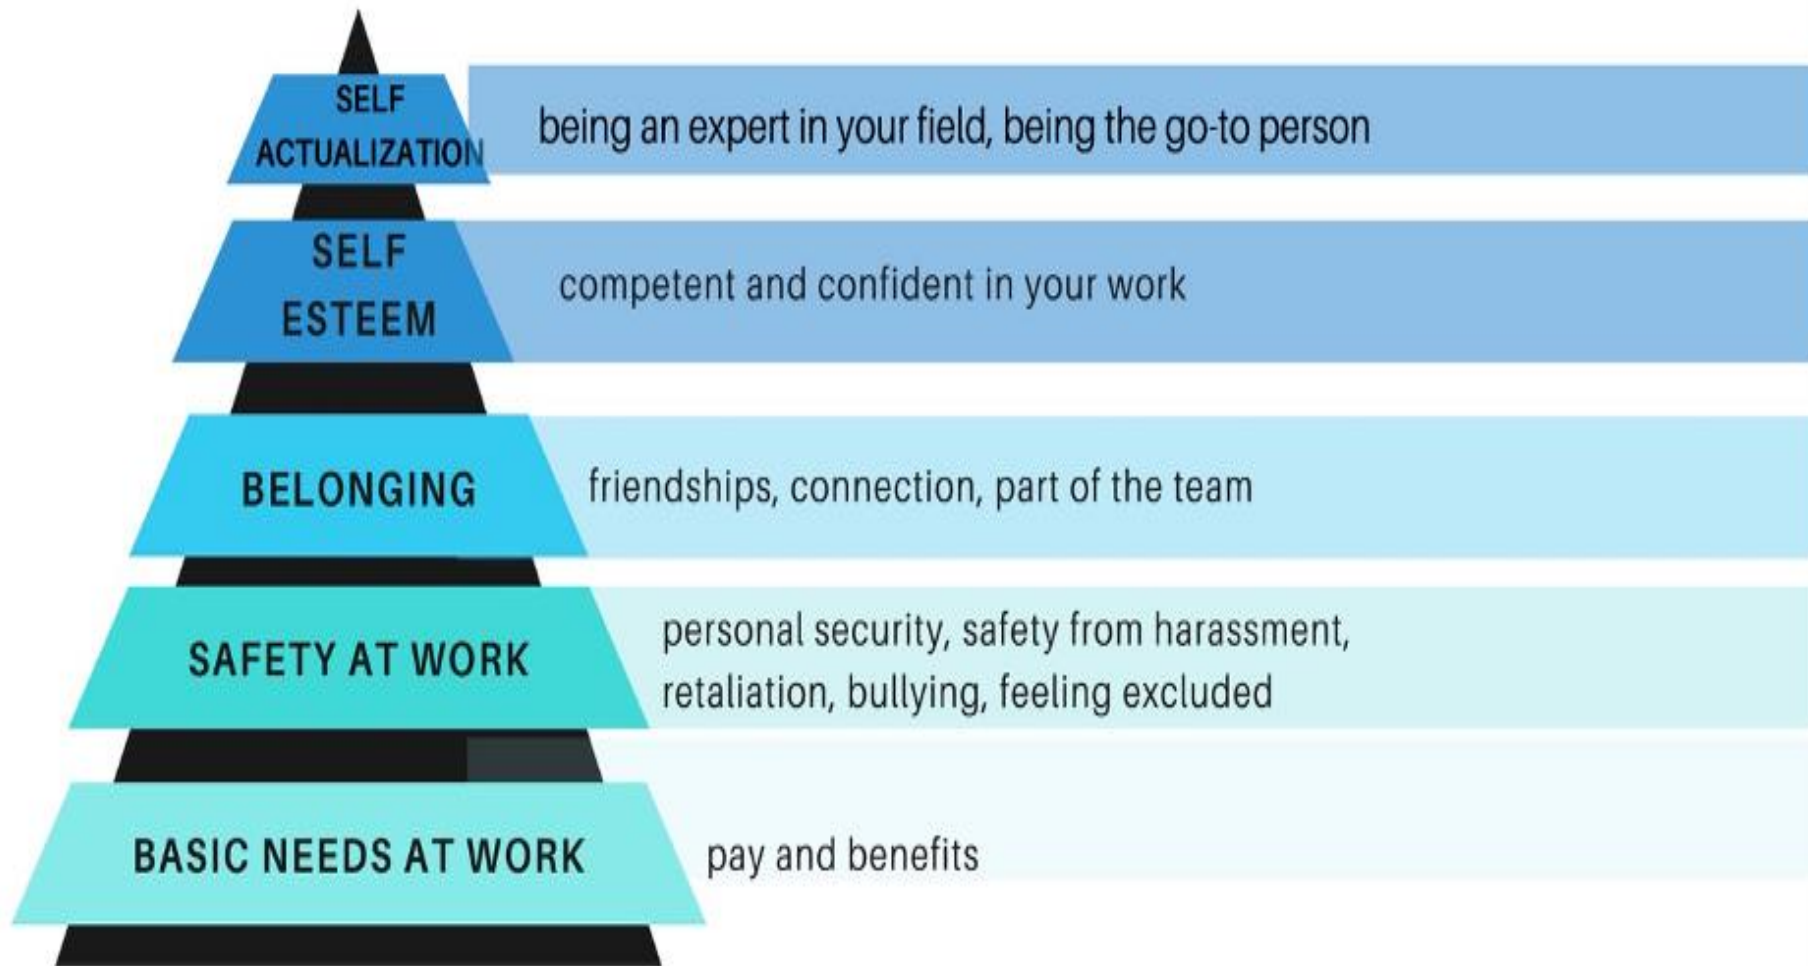 SELF
ACTUALIZATION
being an expert in your field, being the go-to person
SELF
ESTEEM
competent and confident in your work
BELONGING
friendships, connection, part of the team
SAFETY AT WORK
personal security, safety from harassment,
retaliation, bullying, feeling excluded
BASIC NEEDS AT WORK
pay and benefits